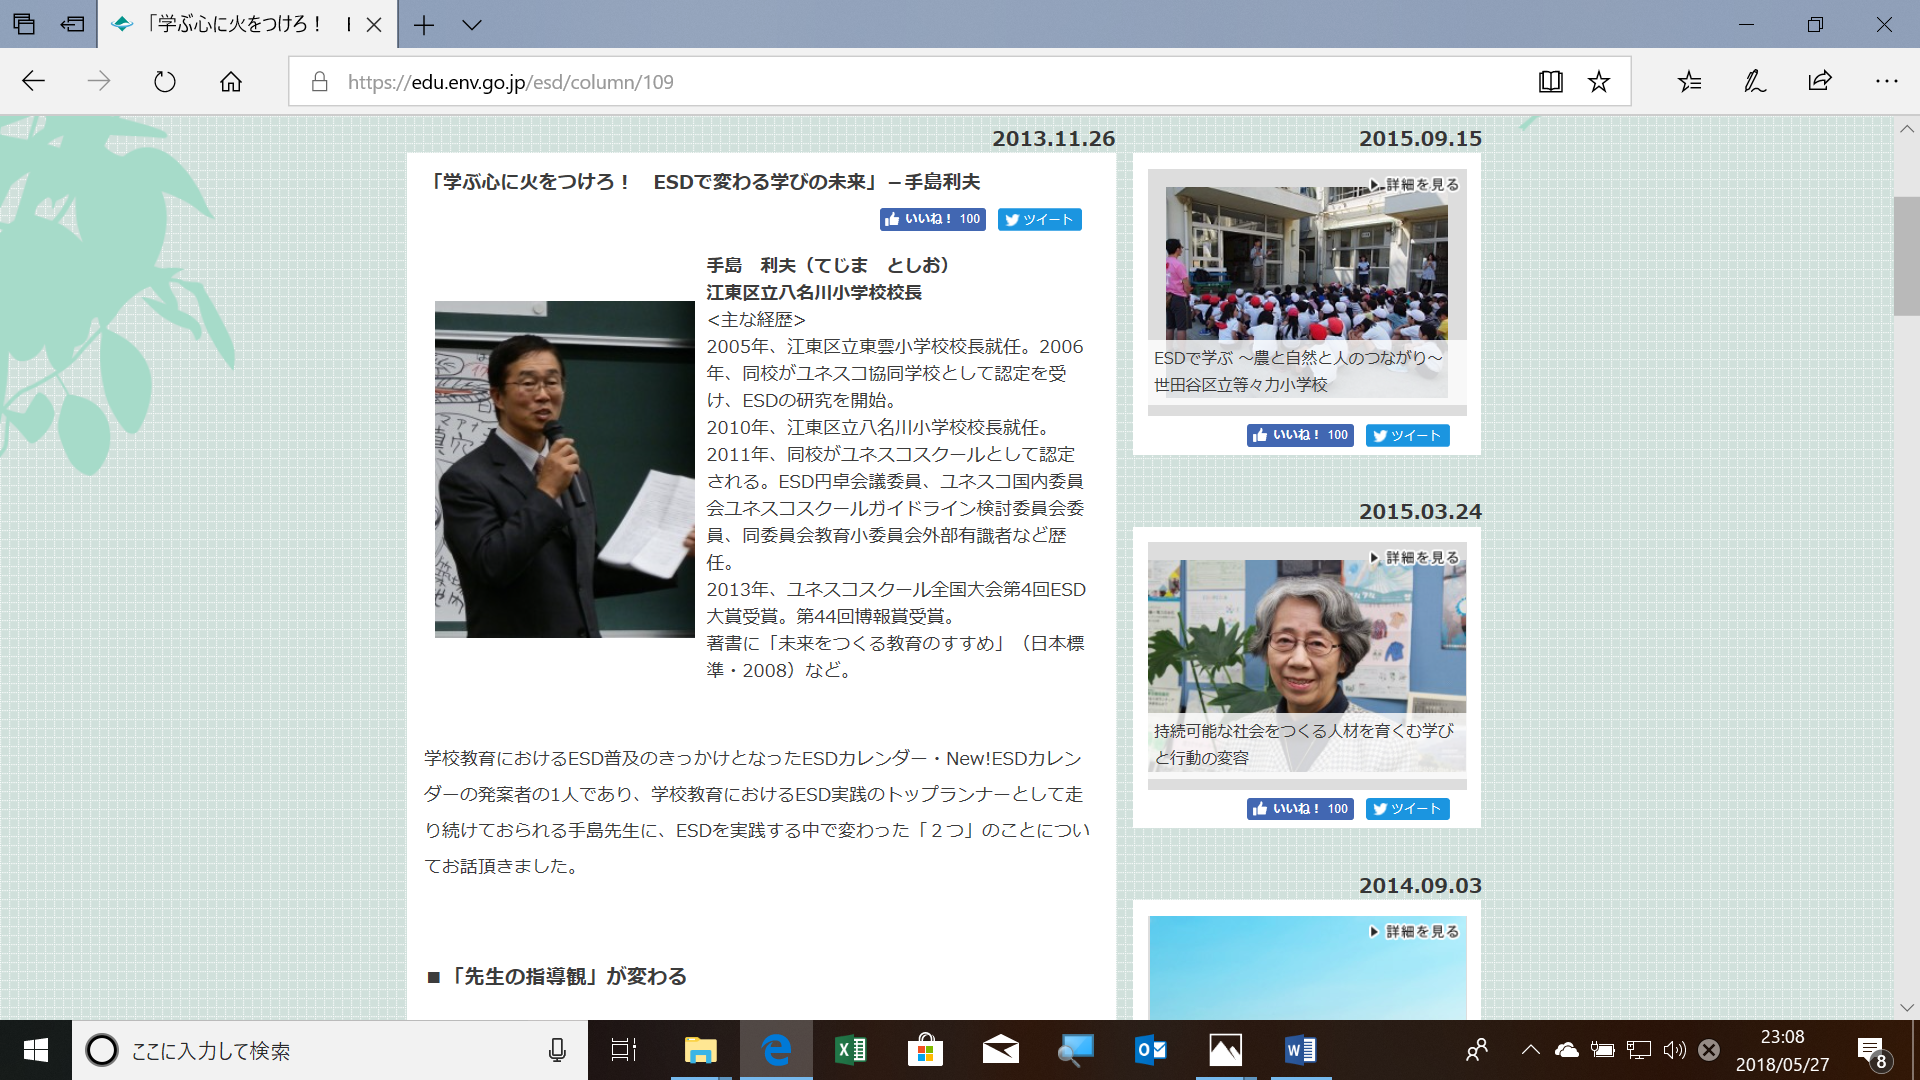 「学ぶ心に火をつけろ！
https://edu.env.go.jp/esd/column/109
2013.11.26
「学ぶ心に火をつけろ！　ESDで変わる学びの未来」－手島利夫
いいね！ 100
ツイート
手島　利夫（てじま　としお）
江東区立八名川小学校校長
<主な経歴>
2005年、江東区立東雲小学校校長就任。2006
年、同校がユネスコ協同学校として認定を受
け、ESDの研究を開始。
2010年、江東区立八名川小学校校長就任。
2011年、同校がユネスコスクールとして認定
される。ESD円卓会議委員、ユネスコ国内委員
会ユネスコスクールガイドライン検討委員会委
員、同委員会教育小委員会外部有識者など歴
任。
2013年、ユネスコスクール全国大会第4回ESD
大賞受賞。第44回博報賞受賞。
著書に「未来をつくる教育のすすめ」（日本標
準・2008）など。
学校教育におけるESD普及のきっかけとなったESDカレンダー・New!ESDカレン
ダーの発案者の1人であり、学校教育におけるESD実践のトップランナーとして走
り続けておられる手島先生に、ESDを実践する中で変わった「２つ」のことについ
てお話頂きました。
■「先生の指導観」が変わる
2015.09.15
詳細を見る
ESDで学ぶ ～農と自然と人のつながり～
世田谷区立等々力小学校
いいね！ 100
ツイート
2015.03.24
詳細を見る
持続可能な社会をつくる人材を育くむ学び
と行動の変容
いいね！ 100
ツイート
2014.09.03
詳細を見る
ここに入力して検索
23:08
2018/05/27
8